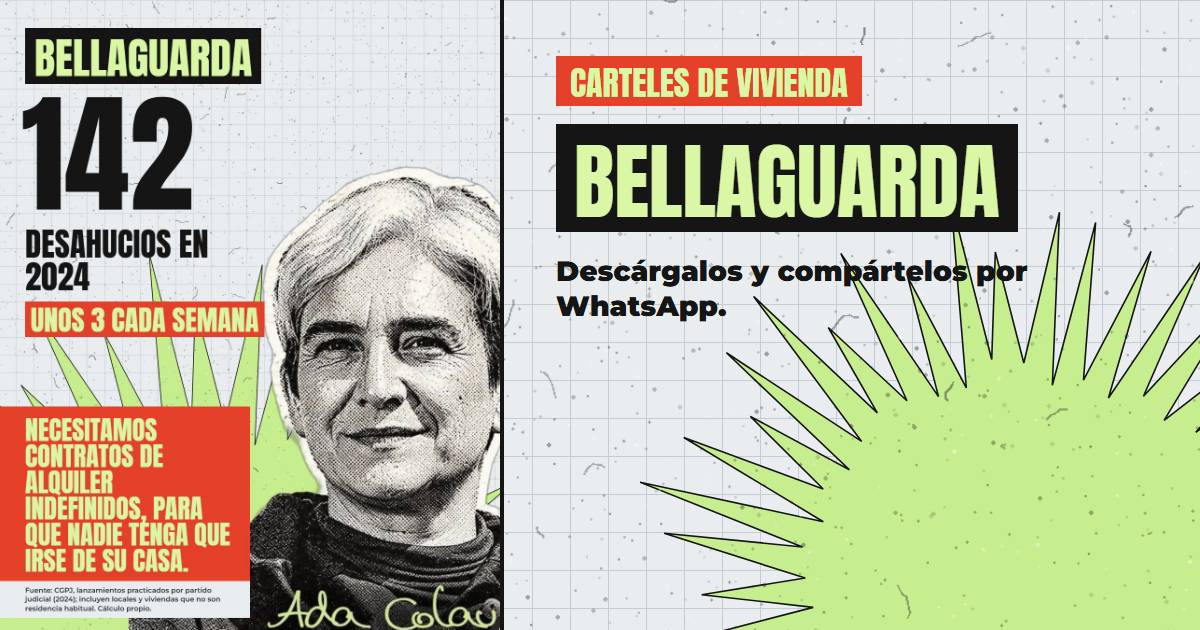 BELLAGUARDA
142
DESAHUCIOS EN
2024
UNOS 3 CADA SEMANA
NECESITAMOS
CONTRATOS DE
ALQUILER
INDEFINIDOS, PARA
QUE NADIE TENGA QUE
IRSE DE SU CASA.
Fuente: CGPJ, lanzamientos practicados por partido
judicial (2024); incluyen locales y viviendas que no son
residencia habitual. Cálculo propio.
Ada Colau
CARTELES DE VIVIENDA
BELLAGUARDA
Descárgalos y compártelos por
WhatsApp.